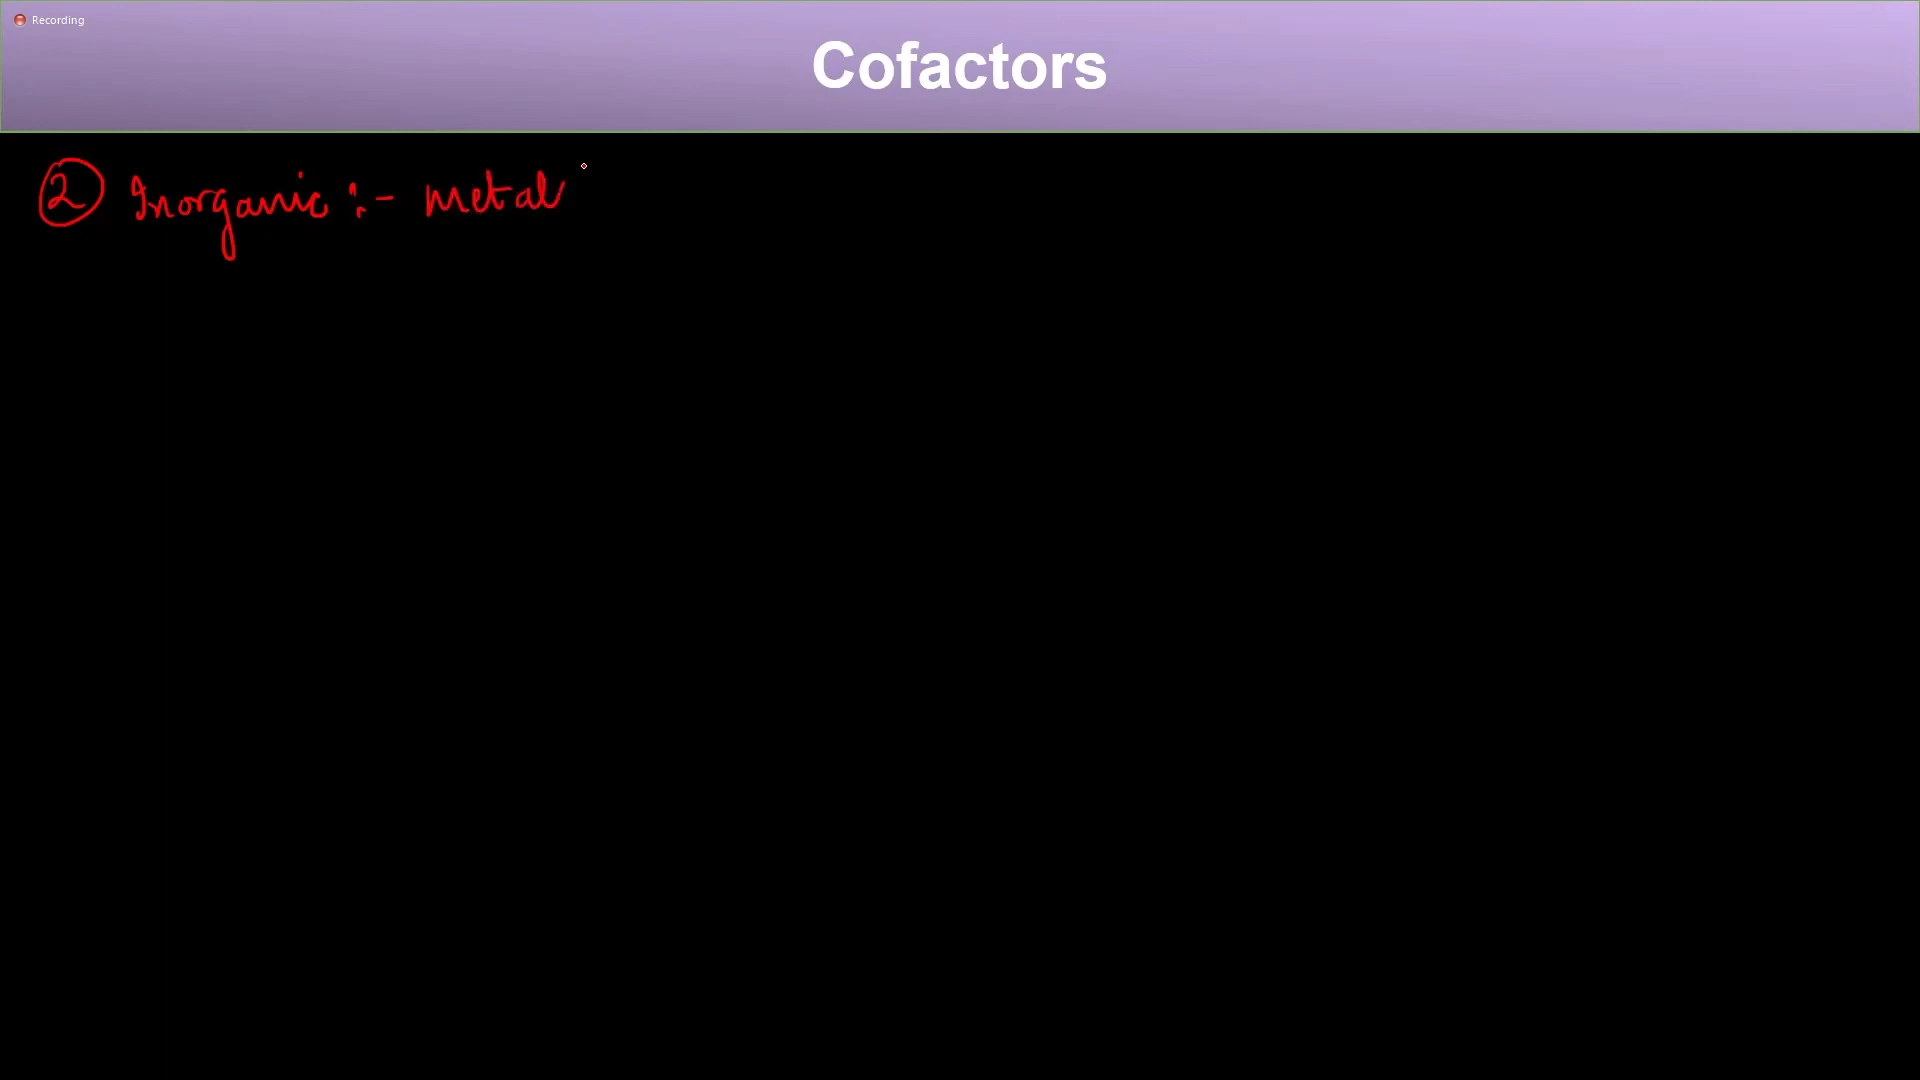 Recording
Cofactors
② Inorganic :- metal